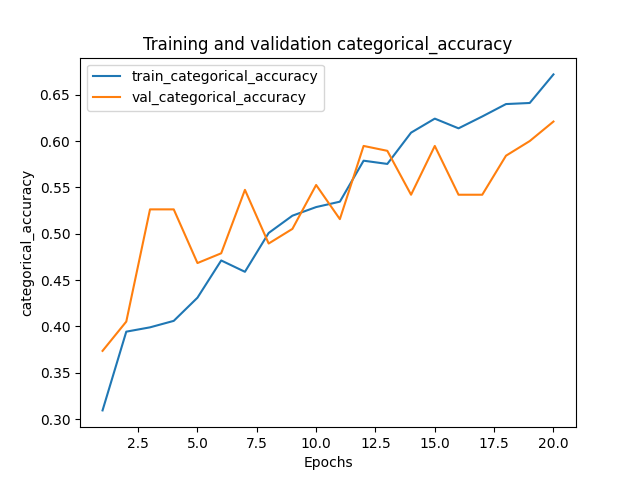 Training and validation categorical_accuracy
train_categorical_accuracy
val_categorical_accuracy
categorical_accuracy
0.65
0.60
0.55
0.50
0.45
0.40
0.35
0.30
2.5 5.0 7.5 10.0 12.5 15.0 17.5 20.0
Epochs